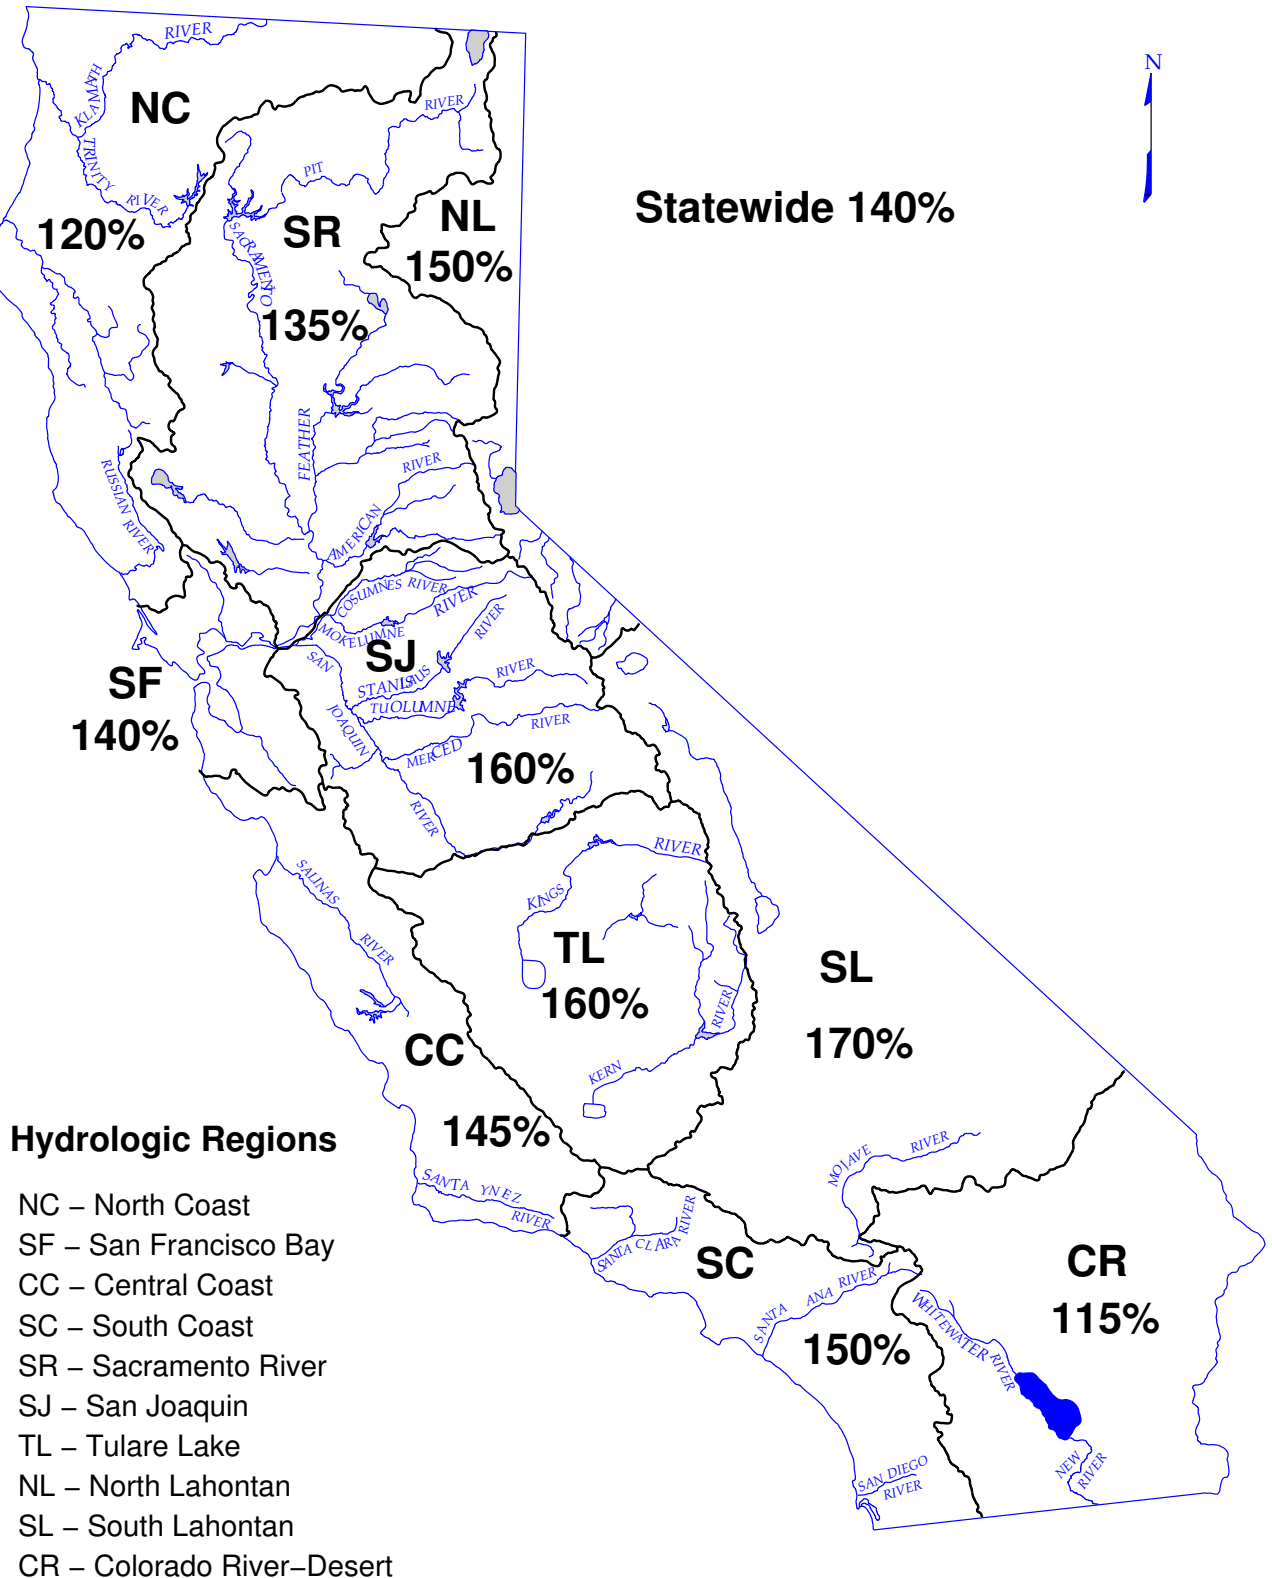 RIVER
N
KLAMATH
NC
RIVER
TRINITY
PIT
RIVER
Statewide 140%
NL
SR
120%
SACRAMENTO
150%
135%
FEATHER
RIVER
RUSSIAN RIVER
AMERICAN
COSUMNES RIVER
RIVER
MOKELUMNE
RIVER
SJ
SAN
STANISLAUS
RIVER
SF
TUOLUMNE
JOAQUIN
RIVER
140%
MERCED
160%
RIVER
RIVER
SALINAS
KINGS
RIVER
TL
SL
160%
RIVER
170%
CC
KERN
145%
Hydrologic Regions
MOJAVE
RIVER
SANTA YNEZ
RIVER
NC – North Coast
SF – San Francisco Bay
CC – Central Coast
SC – South Coast
SR – Sacramento River
SJ – San Joaquin
TL – Tulare Lake
NL – North Lahontan
SL – South Lahontan
CR – Colorado River–Desert
SANTA CLARA RIVER
SC
CR
SANTA ANA RIVER
115%
WHITEWATER RIVER
150%
NEW
RIVER
SAN DIEGO
RIVER